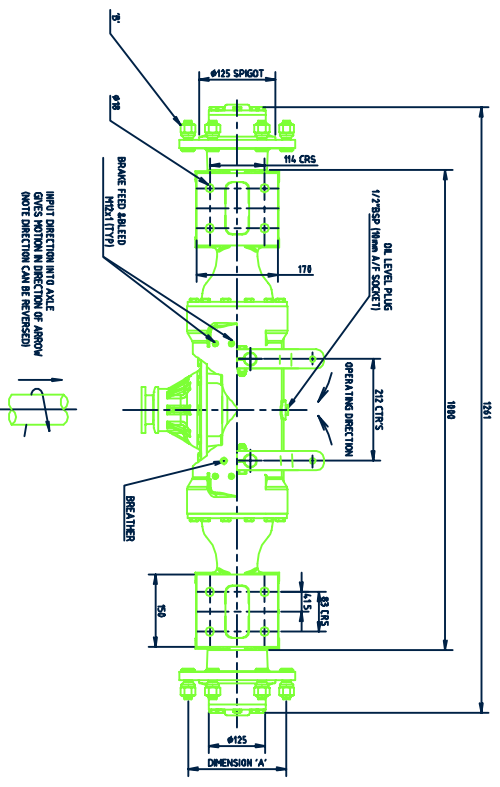 'B'
ø125 SPIGOT
ø18
114 CRS
BRAKE FEED &BLEED
M12x1 (TYP)
1/2"BSP (10mm A/F SOCKET)
OIL LEVEL PLUG
170
INPUT DIRECTION INTO AXLE
GIVES MOTION IN DIRECTION OF ARROW
(NOTE DIRECTION CAN BE REVERSED)
OPERATING DIRECTION
212 CTR'S
1080
1261
BREATHER
150
41.5
83 CRS
ø125
DIMENSION 'A'